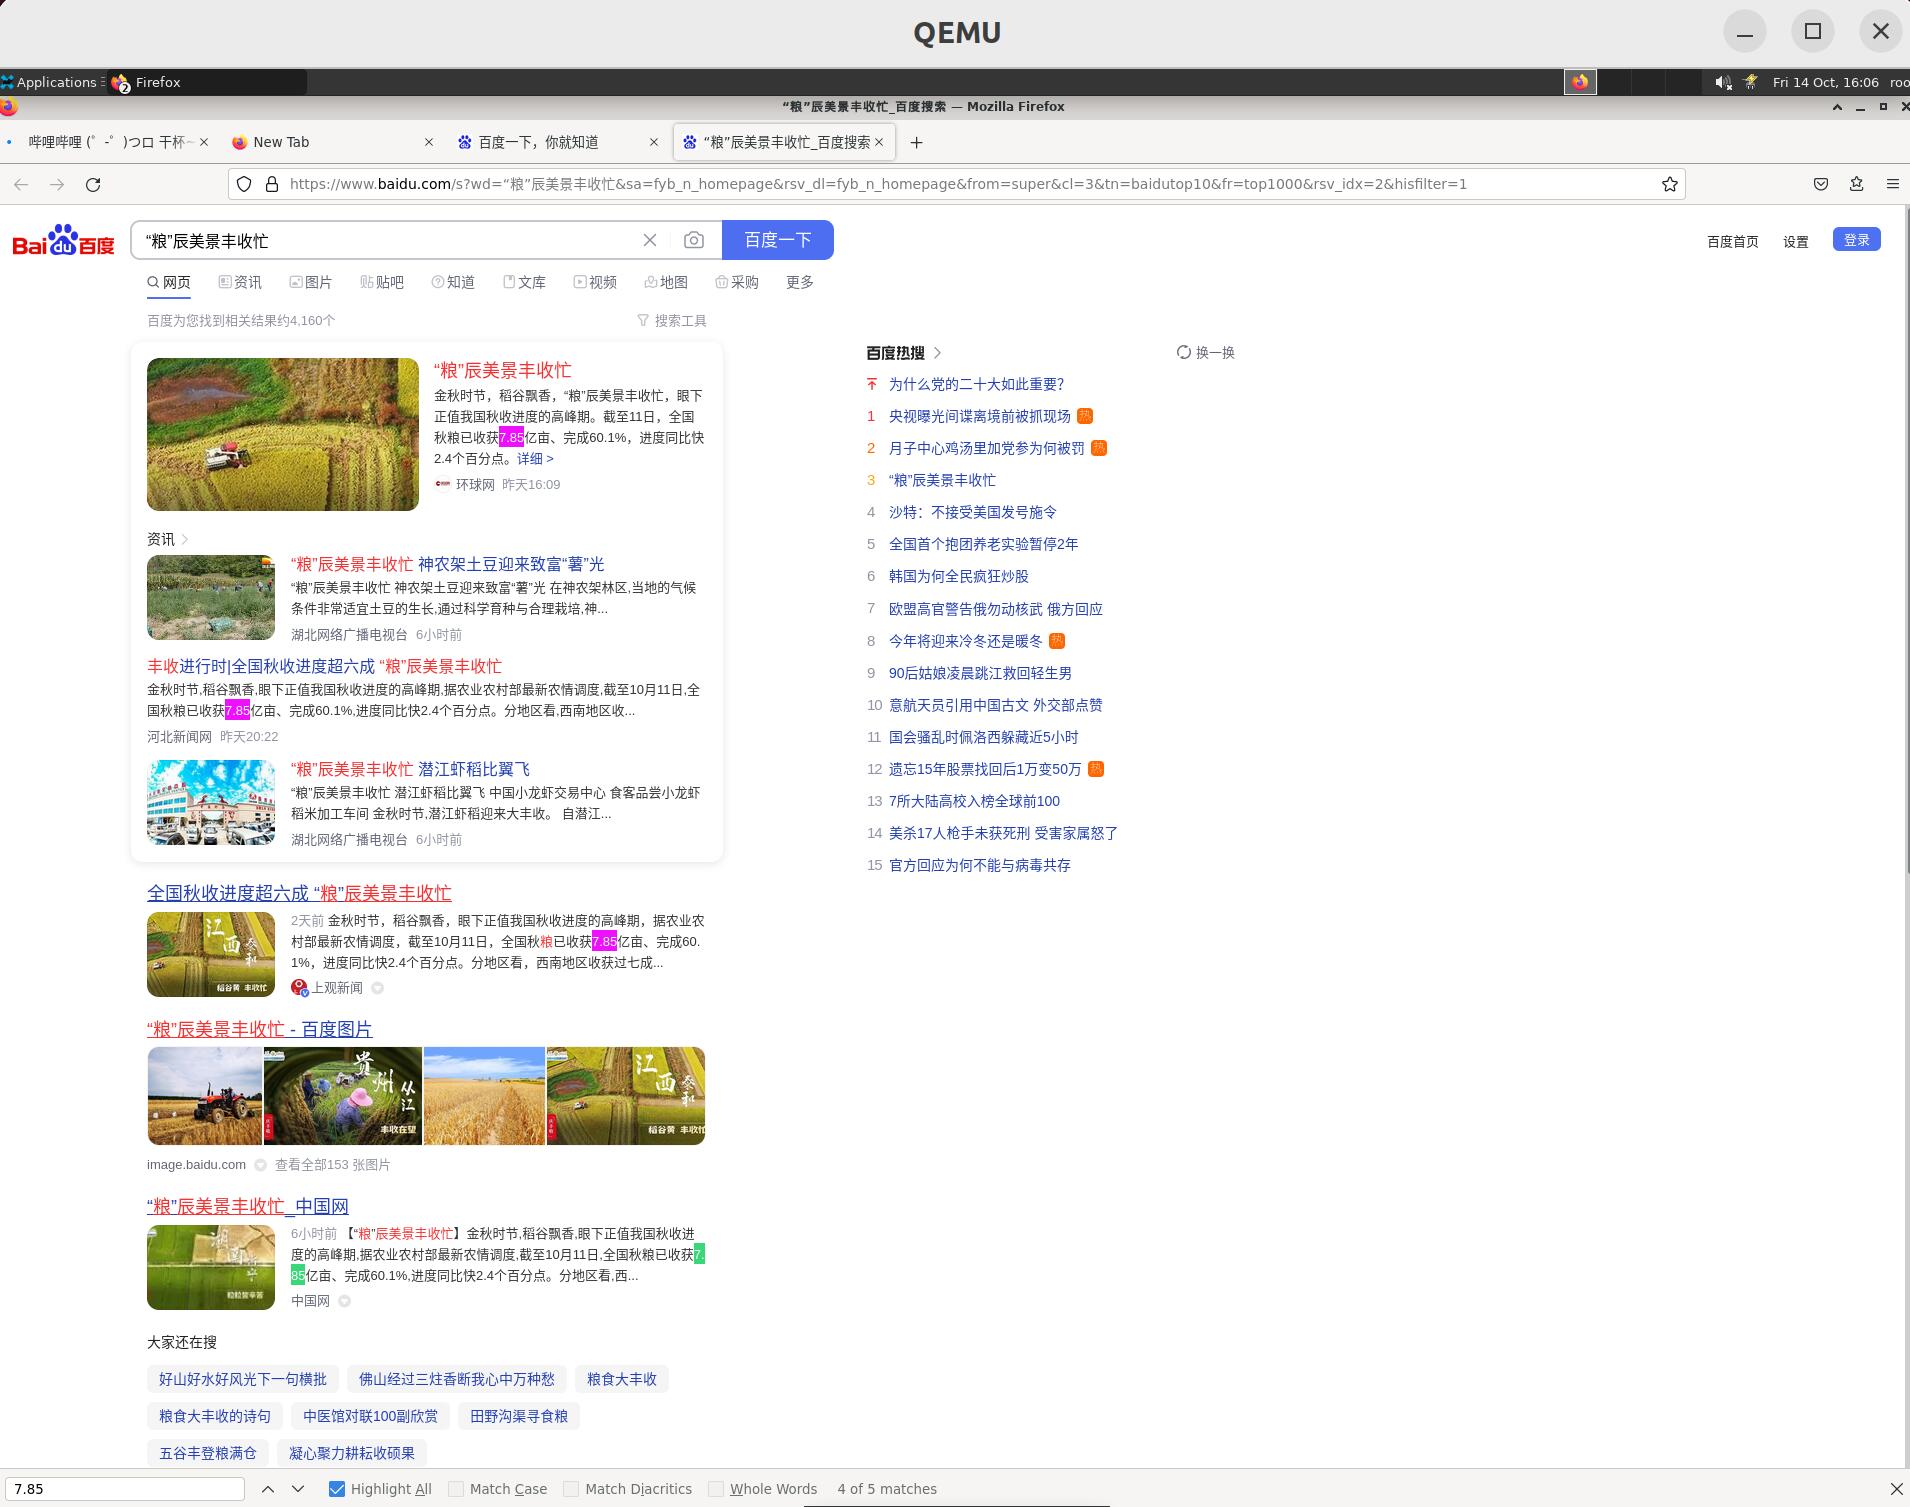 QEMU
Applications
Firefox
Fri 14 Oct, 16:06 roo
“粮”辰美景丰收忙_百度搜索 — Mozilla Firefox
哔哩哔哩 (゜-゜)つロ 干杯~
New Tab
百度一下，你就知道
“粮”辰美景丰收忙_百度搜索
https://www.baidu.com/s?wd=“粮”辰美景丰收忙&sa=fyb_n_homepage&rsv_dl=fyb_n_homepage&from=super&cl=3&tn=baidutop10&fr=top1000&rsv_idx=2&hisfilter=1
Bai du 百度
“粮”辰美景丰收忙
百度一下
百度首页 设置 登录
网页 资讯 图片 贴吧 知道 文库 视频 地图 采购 更多
百度为您找到相关结果约4,160个
搜索工具
“粮”辰美景丰收忙
金秋时节，稻谷飘香，“粮”辰美景丰收忙，眼下
正值我国秋收进度的高峰期。截至11日，全国
秋粮已收获7.85亿亩、完成60.1%，进度同比快
2.4个百分点。详细 >
环球网 昨天16:09
资讯
“粮”辰美景丰收忙 神农架土豆迎来致富“薯”光
“粮”辰美景丰收忙 神农架土豆迎来致富“薯”光 在神农架林区,当地的气候
条件非常适宜土豆的生长,通过科学育种与合理栽培,神...
湖北网络广播电视台 6小时前
丰收进行时|全国秋收进度超六成 “粮”辰美景丰收忙
金秋时节,稻谷飘香,眼下正值我国秋收进度的高峰期,据农业农村部最新农情调度,截至10月11日,全
国秋粮已收获7.85亿亩、完成60.1%,进度同比快2.4个百分点。分地区看,西南地区收...
河北新闻网 昨天20:22
“粮”辰美景丰收忙 潜江虾稻比翼飞
“粮”辰美景丰收忙 潜江虾稻比翼飞 中国小龙虾交易中心 食客品尝小龙虾
稻米加工车间 金秋时节,潜江虾稻迎来大丰收。 自潜江...
湖北网络广播电视台 6小时前
全国秋收进度超六成 “粮”辰美景丰收忙
江西
泰和
稻谷黄 丰收忙
2天前 金秋时节，稻谷飘香，眼下正值我国秋收进度的高峰期，据农业农
村部最新农情调度，截至10月11日，全国秋粮已收获7.85亿亩、完成60.
1%，进度同比快2.4个百分点。分地区看，西南地区收获过七成...
上观新闻
“粮”辰美景丰收忙 - 百度图片
贵州
从江
丰收在望
江西
泰和
稻谷黄 丰收忙
image.baidu.com 查看全部153 张图片
“粮”辰美景丰收忙_中国网
6小时前 【“粮”辰美景丰收忙】金秋时节,稻谷飘香,眼下正值我国秋收进
度的高峰期,据农业农村部最新农情调度,截至10月11日,全国秋粮已收获7.
85亿亩、完成60.1%,进度同比快2.4个百分点。分地区看,西...
中国网
大家还在搜
好山好水好风光下一句横批 佛山经过三炷香断我心中万种愁 粮食大丰收
粮食大丰收的诗句 中医馆对联100副欣赏 田野沟渠寻食粮
五谷丰登粮满仓 凝心聚力耕耘收硕果
百度热搜
换一换
为什么党的二十大如此重要？
1 央视曝光间谍离境前被抓现场 热
2 月子中心鸡汤里加党参为何被罚 热
3 “粮”辰美景丰收忙
4 沙特：不接受美国发号施令
5 全国首个抱团养老实验暂停2年
6 韩国为何全民疯狂炒股
7 欧盟高官警告俄勿动核武 俄方回应
8 今年将迎来冷冬还是暖冬 热
9 90后姑娘凌晨跳江救回轻生男
10 意航天员引用中国古文 外交部点赞
11 国会骚乱时佩洛西躲藏近5小时
12 遗忘15年股票找回后1万变50万 热
13 7所大陆高校入榜全球前100
14 美杀17人枪手未获死刑 受害家属怒了
15 官方回应为何不能与病毒共存
7.85
Highlight All
Match Case
Match Diacritics
Whole Words
4 of 5 matches